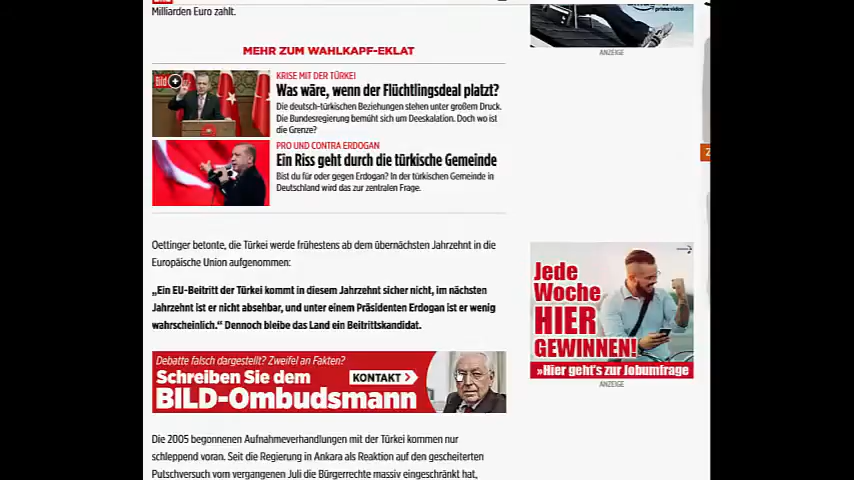 Milliarden Euro zahlt.
prime video
ANZEIGE
MEHR ZUM WAHLKAPF-EKLAT
Bild +
KRISE MIT DER TÜRKEI
Was wäre, wenn der Flüchtlingsdeal platzt?
Die deutsch-türkischen Beziehungen stehen unter großem Druck.
Die Bundesregierung bemüht sich um Deeskalation. Doch wo ist
die Grenze?
PRO UND CONTRA ERDOGAN
Ein Riss geht durch die türkische Gemeinde
Bist du für oder gegen Erdogan? In der türkischen Gemeinde in
Deutschland wird das zur zentralen Frage.
Oettinger betonte, die Türkei werde frühestens ab dem übernächsten Jahrzehnt in die
Europäische Union aufgenommen:
„Ein EU-Beitritt der Türkei kommt in diesem Jahrzehnt sicher nicht, im nächsten
Jahrzehnt ist er nicht absehbar, und unter einem Präsidenten Erdogan ist er wenig
wahrscheinlich.“ Dennoch bleibe das Land ein Beitrittskandidat.
Jede
Woche
HIER
GEWINNEN!
»Hier geht's zur Jobumfrage
ANZEIGE
Debatte falsch dargestellt? Zweifel an Fakten?
Schreiben Sie dem
KONTAKT >
BILD-Ombudsmann
Die 2005 begonnenen Aufnahmeverhandlungen mit der Türkei kommen nur
schleppend voran. Seit die Regierung in Ankara als Reaktion auf den gescheiterten
Putschversuch vom vergangenen Juli die Bürgerrechte massiv eingeschränkt hat,